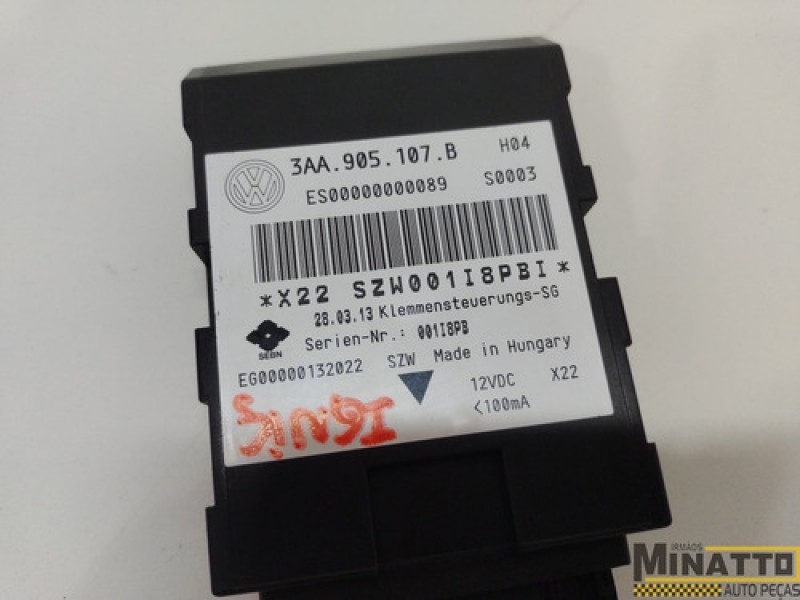 3AA.905.107.B H04
ES00000000089 S0003
*X22 SZW001I8PBI*
28.03.13 Klemmensteuerungs-SG
SEBN Serien-Nr.: 001I8PB
EG00000132022 SZW Made in Hungary
12VDC X22
<100mA
IRMÃOS
MINATTO
AUTO PEÇAS